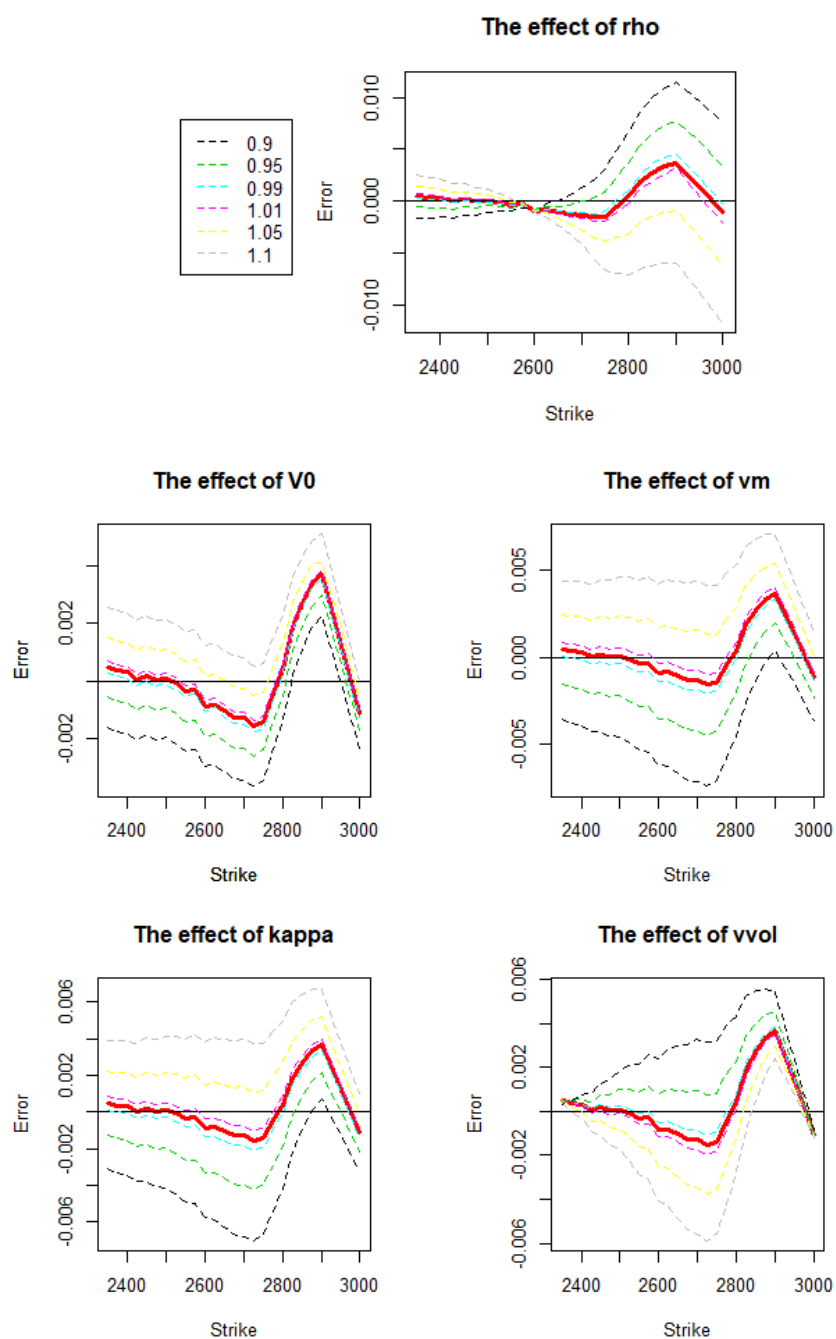 The effect of rho
0.9
0.95
0.99
1.01
1.05
1.1
Error
0.010
0.000
-0.010
2400 2600 2800 3000
Strike
The effect of V0
Error
0.002
-0.002
2400 2600 2800 3000
Strike
The effect of vm
Error
0.005
0.000
-0.005
2400 2600 2800 3000
Strike
The effect of kappa
Error
0.006
0.002
-0.002
-0.006
2400 2600 2800 3000
Strike
The effect of vvol
Error
0.006
0.002
-0.002
-0.006
2400 2600 2800 3000
Strike